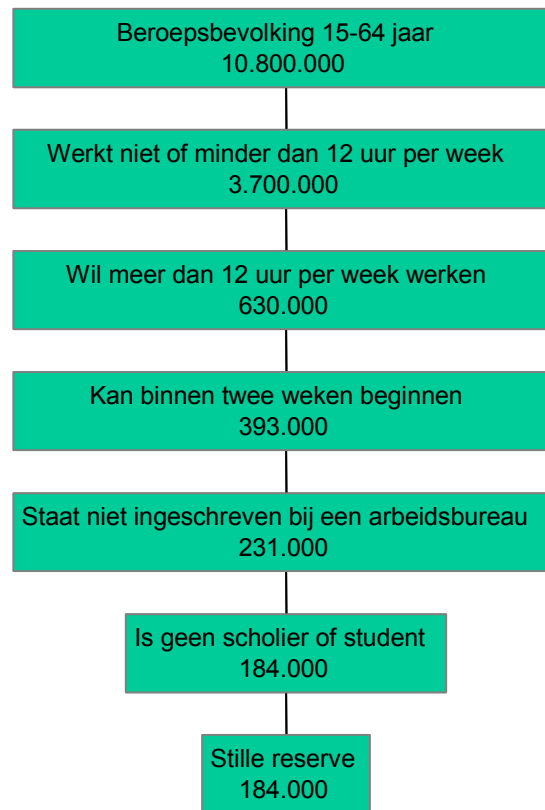 Beroepsbevolking 15-64 jaar
10.800.000
Werkt niet of minder dan 12 uur per week
3.700.000
Wil meer dan 12 uur per week werken
630.000
Kan binnen twee weken beginnen
393.000
Staat niet ingeschreven bij een arbeidsbureau
231.000
Is geen scholier of student
184.000
Stille reserve
184.000